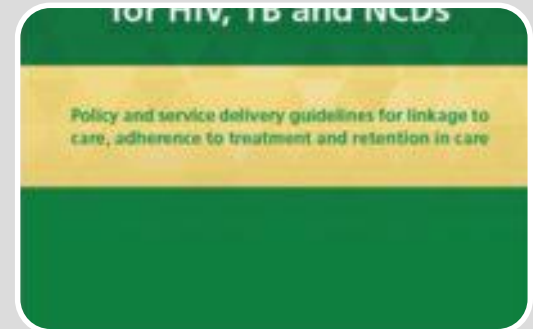 for HIV, TB and NCDs
Policy and service delivery guidelines for linkage to
care, adherence to treatment and retention in care